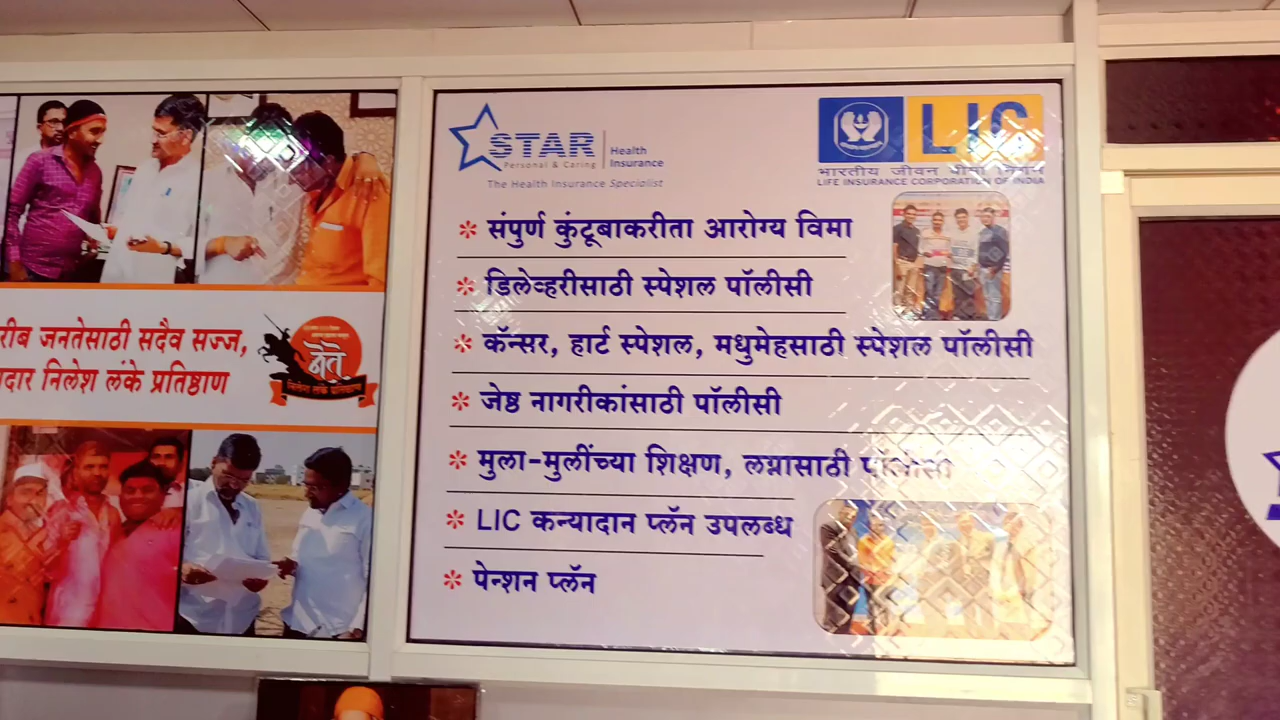 STAR
Health
Insurance
Personal & Caring
The Health Insurance Specialist
LIC
भारतीय जीवन बीमा निगम
LIFE INSURANCE CORPORATION OF INDIA
* संपुर्ण कुंटूबाकरीता आरोग्य विमा
* डिलेव्हरीसाठी स्पेशल पॉलीसी
* कॅन्सर, हार्ट स्पेशल, मधुमेहसाठी स्पेशल पॉलीसी
* जेष्ठ नागरीकांसाठी पॉलीसी
* मुला-मुलींच्या शिक्षण, लग्नासाठी पॉलीसी
* LIC कन्यादान प्लॅन उपलब्ध
* पेन्शन प्लॅन
रीब जनतेसाठी सदैव सज्ज,
दार निलेश लंके प्रतिष्ठाण
नेते
निलेश लंके प्रतिष्ठाण